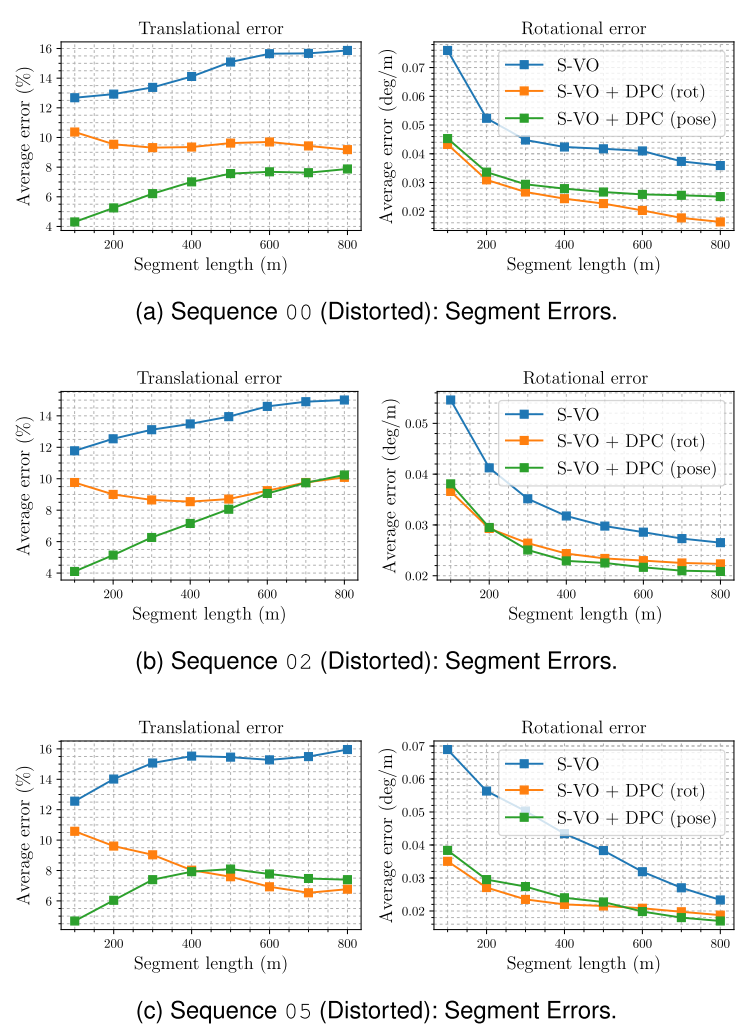 Translational error
Rotational error
Average error (%)
16
14
12
10
8
6
4
200
400
600
800
Segment length (m)
Average error (deg/m)
0.07
0.06
0.05
0.04
0.03
0.02
S-VO
S-VO + DPC (rot)
S-VO + DPC (pose)
200
400
600
800
Segment length (m)
(a) Sequence 00 (Distorted): Segment Errors.
Translational error
Rotational error
Average error (%)
14
12
10
8
6
4
200
400
600
800
Segment length (m)
Average error (deg/m)
0.05
0.04
0.03
0.02
S-VO
S-VO + DPC (rot)
S-VO + DPC (pose)
200
400
600
800
Segment length (m)
(b) Sequence 02 (Distorted): Segment Errors.
Translational error
Rotational error
Average error (%)
16
14
12
10
8
6
200
400
600
800
Segment length (m)
Average error (deg/m)
0.07
0.06
0.05
0.04
0.03
0.02
S-VO
S-VO + DPC (rot)
S-VO + DPC (pose)
200
400
600
800
Segment length (m)
(c) Sequence 05 (Distorted): Segment Errors.